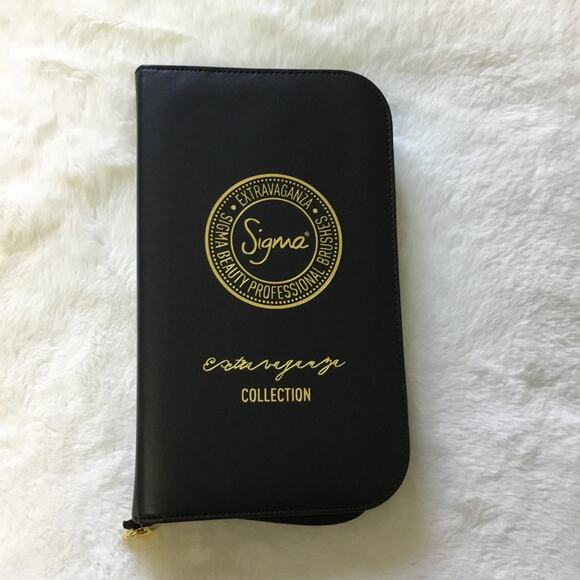 • EXTRAVAGANZA •
SIGMA BEAUTY PROFESSIONAL BRUSHES
Sigma®
extravaganza
COLLECTION